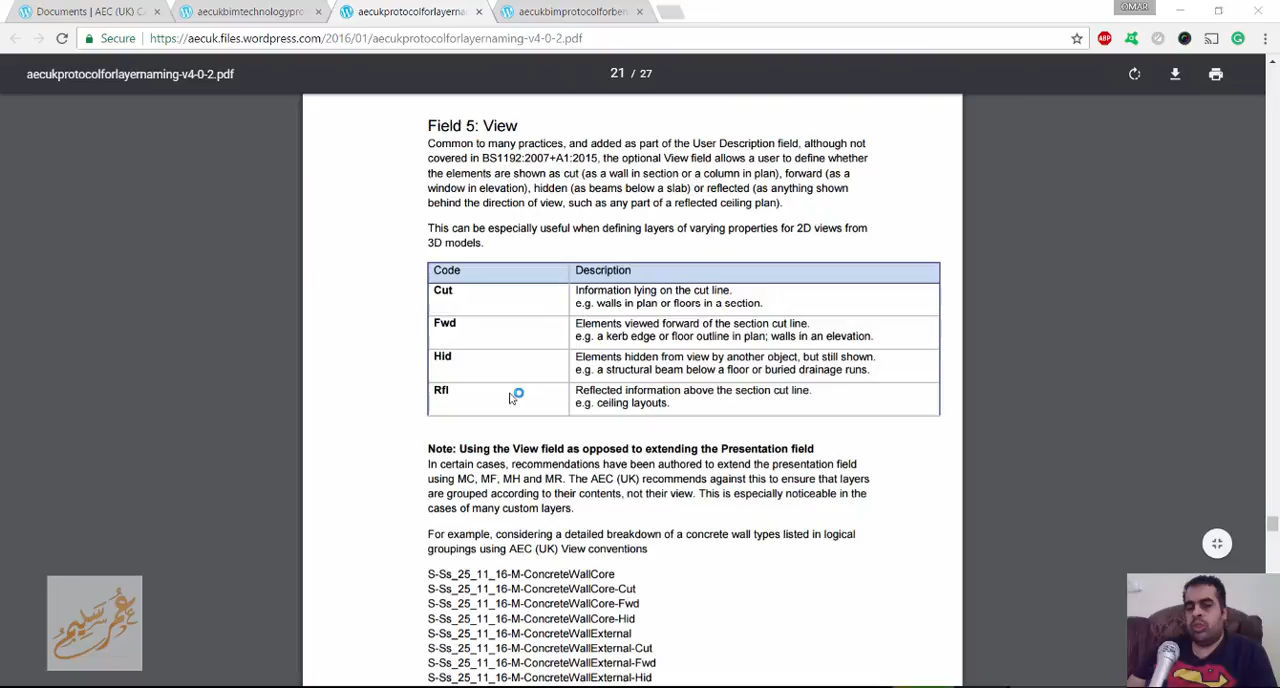 Documents | AEC (UK) C
aecukbimtechnologypro
aecukprotocolforlayerna
aecukbimprotocolforben
OMAR
Secure
https://aecuk.files.wordpress.com/2016/01/aecukprotocolforlayernaming-v4-0-2.pdf
ABP
aecukprotocolforlayernaming-v4-0-2.pdf
21 / 27
Field 5: View
Common to many practices, and added as part of the User Description field, although not
covered in BS1192:2007+A1:2015, the optional View field allows a user to define whether
the elements are shown as cut (as a wall in section or a column in plan), forward (as a
window in elevation), hidden (as beams below a slab) or reflected (as anything shown
behind the direction of view, such as any part of a reflected ceiling plan).
This can be especially useful when defining layers of varying properties for 2D views from
3D models.
Code Description
Cut Information lying on the cut line.
e.g. walls in plan or floors in a section.
Fwd Elements viewed forward of the section cut line.
e.g. a kerb edge or floor outline in plan; walls in an elevation.
Hid Elements hidden from view by another object, but still shown.
e.g. a structural beam below a floor or buried drainage runs.
Rfl Reflected information above the section cut line.
e.g. ceiling layouts.
Note: Using the View field as opposed to extending the Presentation field
In certain cases, recommendations have been authored to extend the presentation field
using MC, MF, MH and MR. The AEC (UK) recommends against this to ensure that layers
are grouped according to their contents, not their view. This is especially noticeable in the
cases of many custom layers.
For example, considering a detailed breakdown of a concrete wall types listed in logical
groupings using AEC (UK) View conventions
S-Ss_25_11_16-M-ConcreteWallCore
S-Ss_25_11_16-M-ConcreteWallCore-Cut
S-Ss_25_11_16-M-ConcreteWallCore-Fwd
S-Ss_25_11_16-M-ConcreteWallCore-Hid
S-Ss_25_11_16-M-ConcreteWallExternal
S-Ss_25_11_16-M-ConcreteWallExternal-Cut
S-Ss_25_11_16-M-ConcreteWallExternal-Fwd
S-Ss_25_11_16-M-ConcreteWallExternal-Hid
عمر سليم